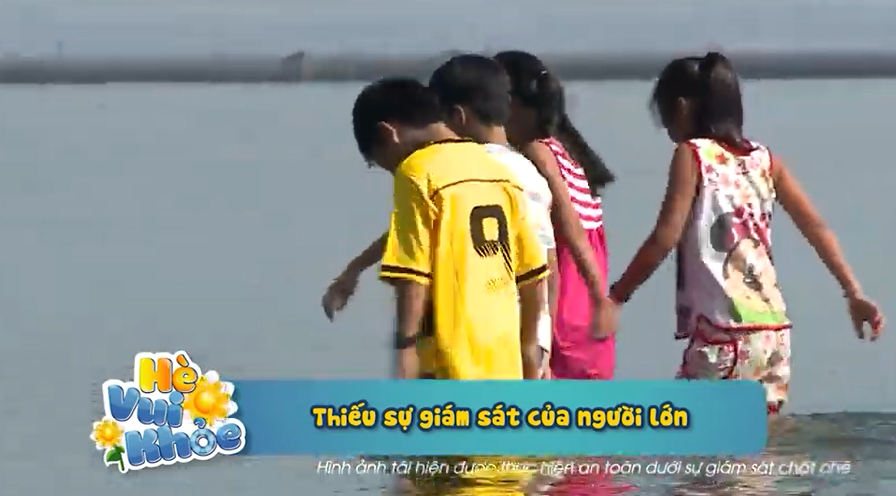 9
Hè
Vui
Khỏe
Thiếu sự giám sát của người lớn
Hình ảnh tái hiện được thực hiện an toàn dưới sự giám sát chặt chẽ